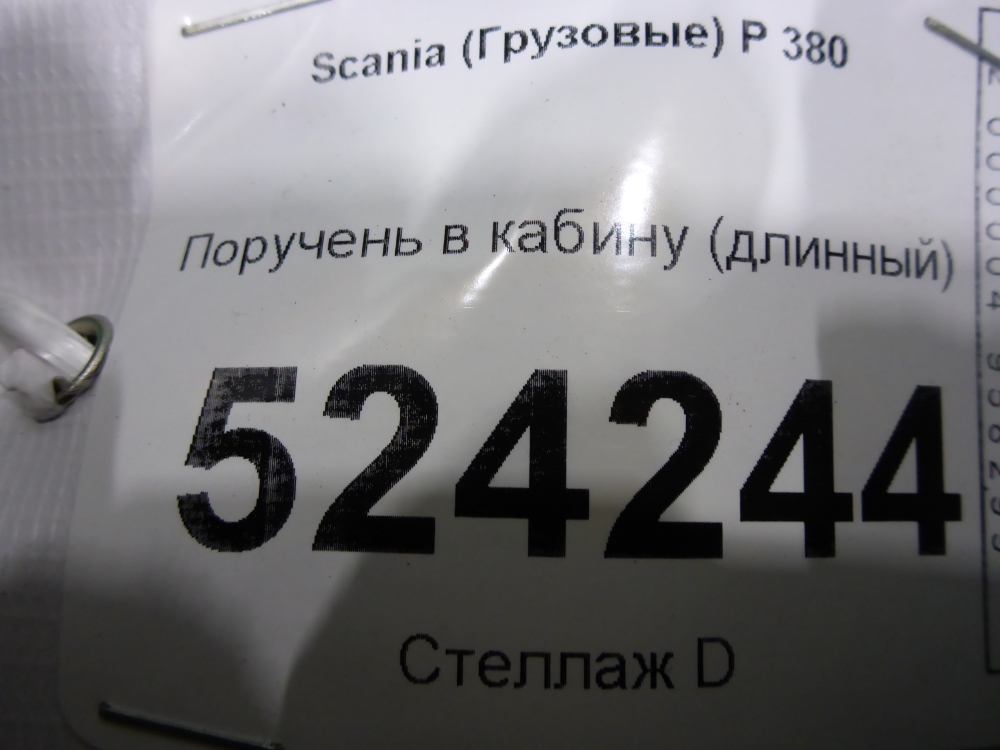 Scania (Грузовые) P 380
Поручень в кабину (длинный)
524244
Стеллаж D